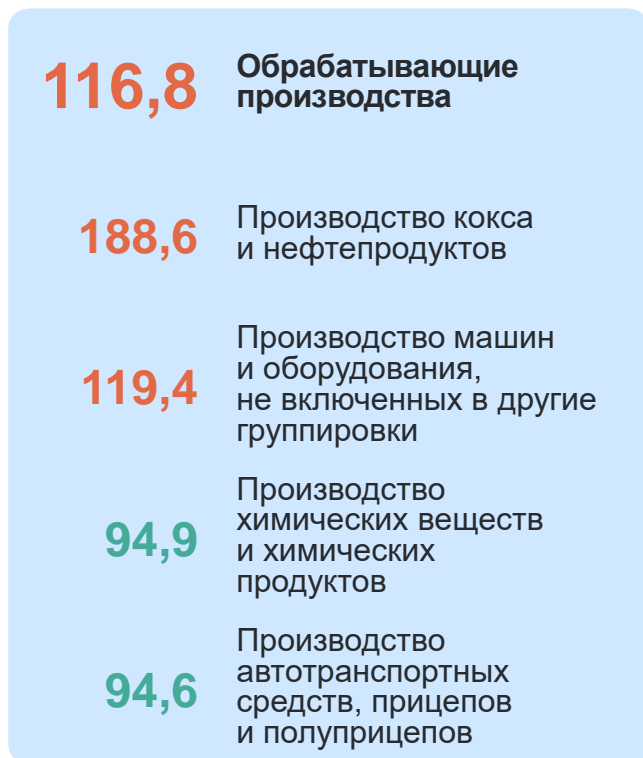 116,8
Обрабатывающие
производства
188,6
Производство кокса
и нефтепродуктов
119,4
Производство машин
и оборудования,
не включенных в другие
группировки
94,9
Производство
химических веществ
и химических
продуктов
94,6
Производство
автотранспортных
средств, прицепов
и полуприцепов